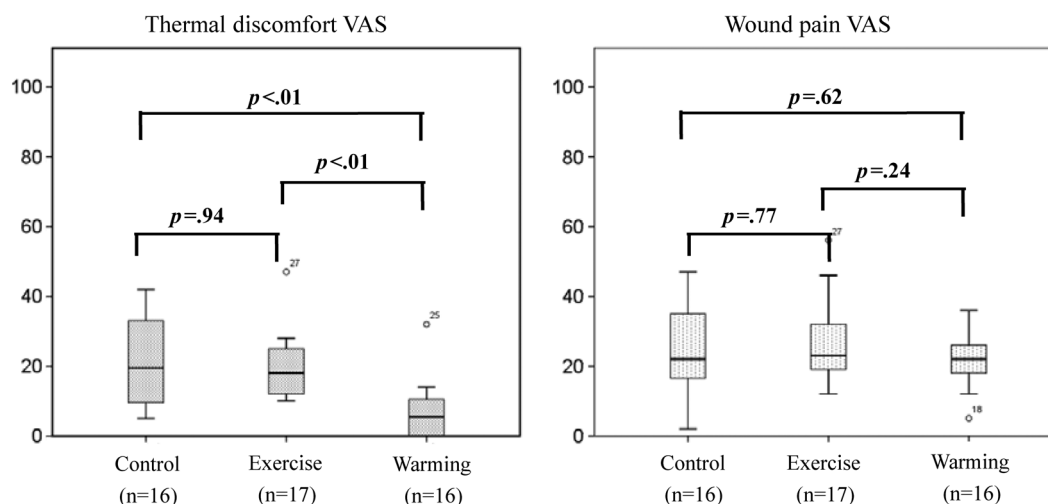 Thermal discomfort VAS
100
80
60
40
20
0
p<.01
p<.01
p=.94
27
25
Control
(n=16)
Exercise
(n=17)
Warming
(n=16)
Wound pain VAS
100
80
60
40
20
0
p=.62
p=.24
p=.77
27
18
Control
(n=16)
Exercise
(n=17)
Warming
(n=16)